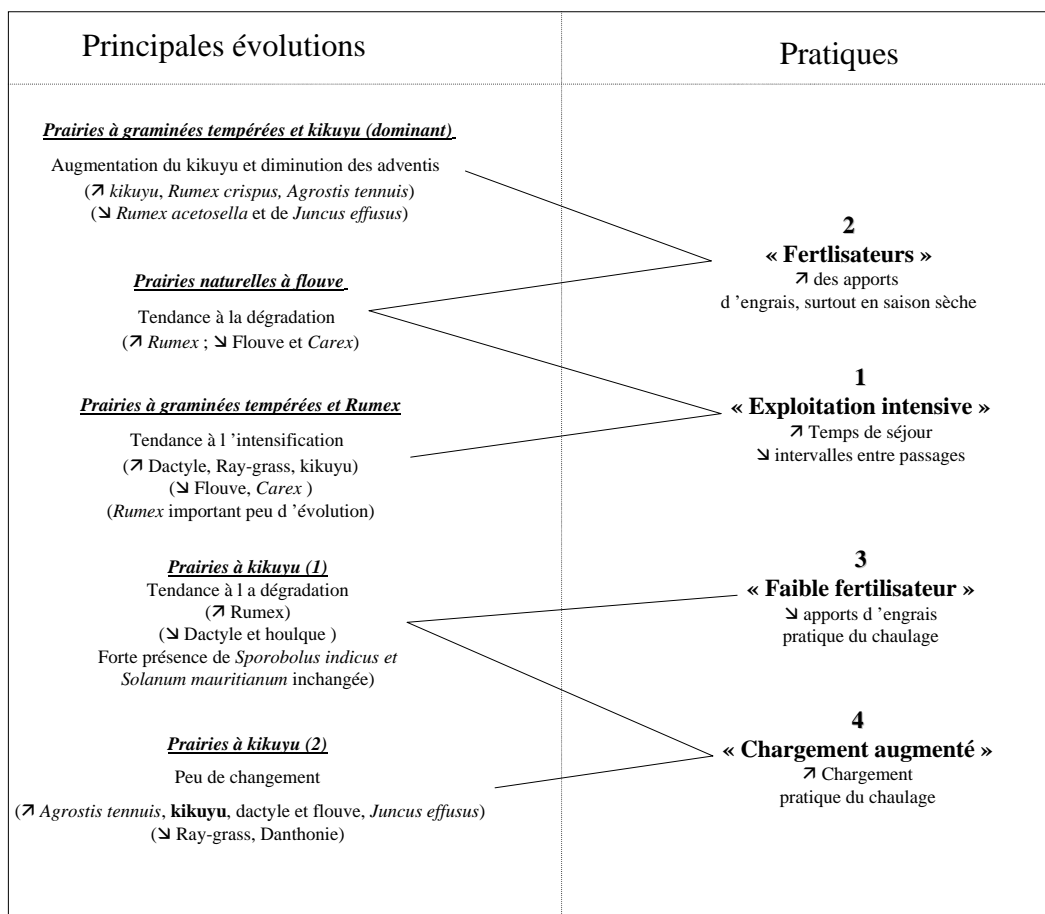 Principales évolutions
Prairies à graminées tempérées et kikuyu (dominant)
Augmentation du kikuyu et diminution des adventis
(↗ kikuyu, Rumex crispus, Agrostis tennuis)
(↘ Rumex acetosella et de Juncus effusus)
Prairies naturelles à flouve
Tendance à la dégradation
(↗ Rumex ; ↘ Flouve et Carex)
Prairies à graminées tempérées et Rumex
Tendance à l ’intensification
(↗ Dactyle, Ray-grass, kikuyu)
(↘ Flouve, Carex )
(Rumex important peu d ’évolution)
Prairies à kikuyu (1)
Tendance à l a dégradation
(↗ Rumex)
(↘ Dactyle et houlque )
Forte présence de Sporobolus indicus et
Solanum mauritianum inchangée)
Prairies à kikuyu (2)
Peu de changement
(↗ Agrostis tennuis, kikuyu, dactyle et flouve, Juncus effusus)
(↘ Ray-grass, Danthonie)
Pratiques
2
« Fertlisateurs »
↗ des apports
d ’engrais, surtout en saison sèche
1
« Exploitation intensive »
↗ Temps de séjour
↘ intervalles entre passages
3
« Faible fertilisateur »
↘ apports d ’engrais
pratique du chaulage
4
« Chargement augmenté »
↗ Chargement
pratique du chaulage